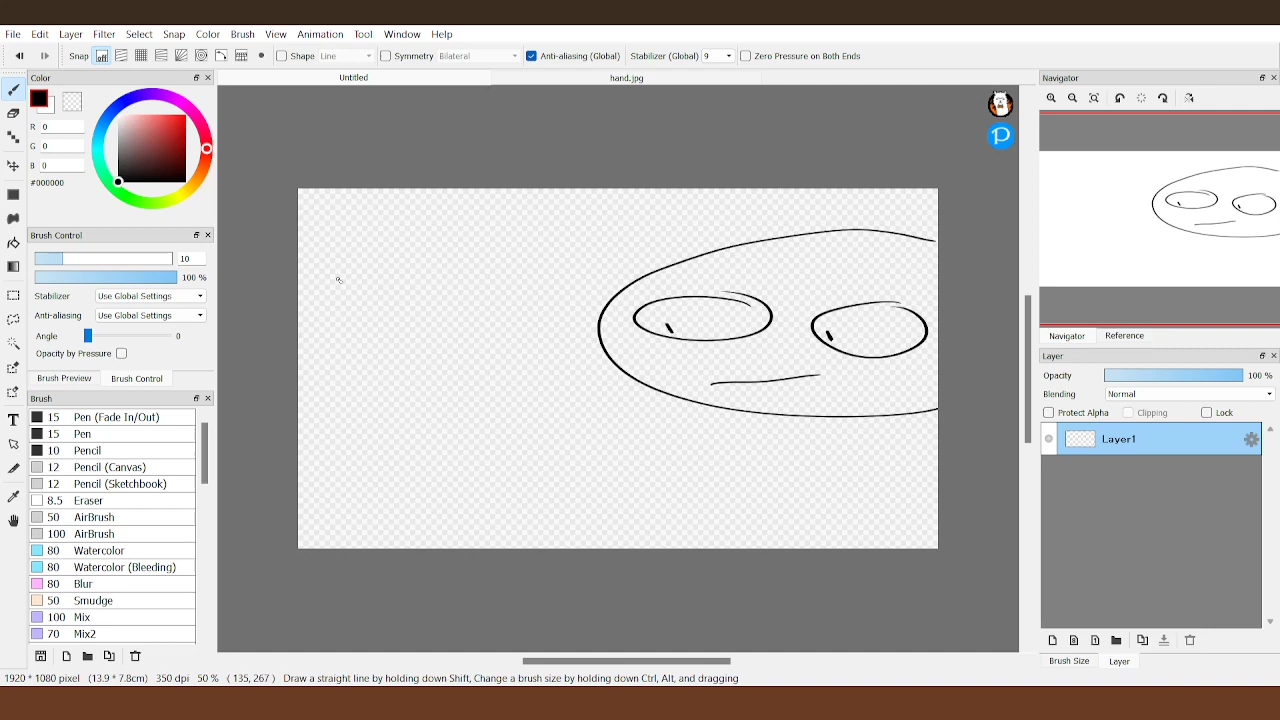 File Edit Layer Filter Select Snap Color Brush View Animation Tool Window Help
Snap off Shape Line Symmetry Bilateral Anti-aliasing (Global) Stabilizer (Global) 9 Zero Pressure on Both Ends
Color
Untitled
hand.jpg
Navigator
R 0
G 0
B 0
#000000
Brush Control
10
100 %
Stabilizer Use Global Settings
Anti-aliasing Use Global Settings
Angle 0
Opacity by Pressure
Brush Preview Brush Control
Navigator Reference
Layer
Opacity 100 %
Blending Normal
Protect Alpha Clipping Lock
Layer1
Brush
15 Pen (Fade In/Out)
15 Pen
10 Pencil
12 Pencil (Canvas)
12 Pencil (Sketchbook)
8.5 Eraser
50 AirBrush
100 AirBrush
80 Watercolor
80 Watercolor (Bleeding)
80 Blur
50 Smudge
100 Mix
70 Mix2
Brush Size Layer
1920 * 1080 pixel (13.9 * 7.8cm) 350 dpi 50 % ( 135, 267 ) Draw a straight line by holding down Shift, Change a brush size by holding down Ctrl, Alt, and dragging